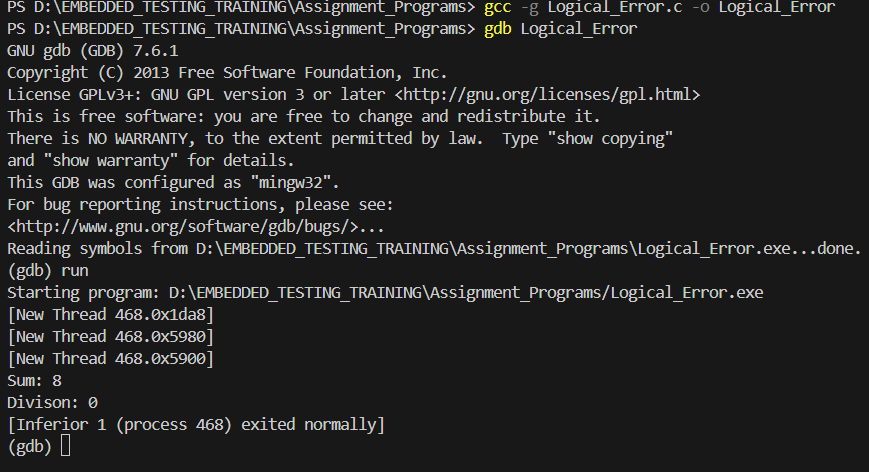 PS D:\EMBEDDED_TESTING_TRAINING\Assignment_Programs> gcc -g Logical_Error.c -o Logical_Error
PS D:\EMBEDDED_TESTING_TRAINING\Assignment_Programs> gdb Logical_Error
GNU gdb (GDB) 7.6.1
Copyright (C) 2013 Free Software Foundation, Inc.
License GPLv3+: GNU GPL version 3 or later <http://gnu.org/licenses/gpl.html>
This is free software: you are free to change and redistribute it.
There is NO WARRANTY, to the extent permitted by law.  Type "show copying"
and "show warranty" for details.
This GDB was configured as "mingw32".
For bug reporting instructions, please see:
<http://www.gnu.org/software/gdb/bugs/>...
Reading symbols from D:\EMBEDDED_TESTING_TRAINING\Assignment_Programs\Logical_Error.exe...done.
(gdb) run
Starting program: D:\EMBEDDED_TESTING_TRAINING\Assignment_Programs/Logical_Error.exe
[New Thread 468.0x1da8]
[New Thread 468.0x5980]
[New Thread 468.0x5900]
Sum: 8
Divison: 0
[Inferior 1 (process 468) exited normally]
(gdb)